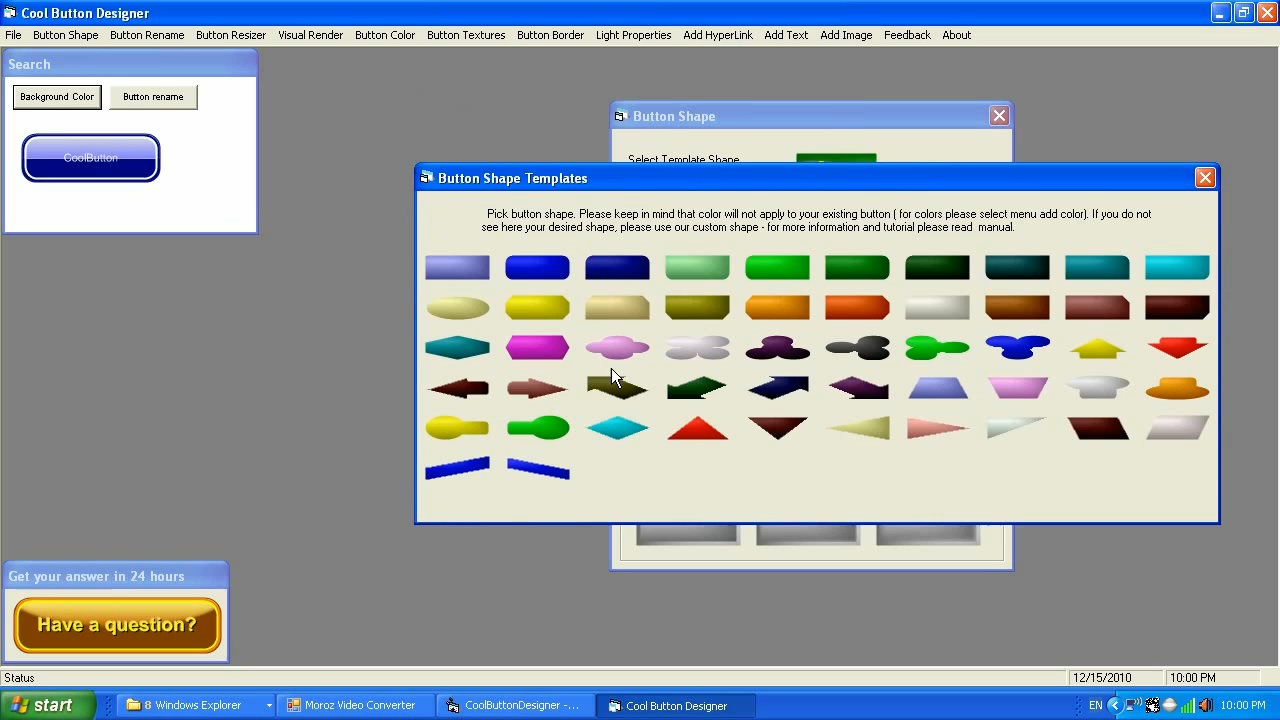 Cool Button Designer
File Button Shape Button Rename Button Resizer Visual Render Button Color Button Textures Button Border Light Properties Add HyperLink Add Text Add Image Feedback About
Search
Background Color Button rename
CoolButton
Button Shape
Select Template Shape
Button Shape Templates
Pick button shape. Please keep in mind that color will not apply to your existing button ( for colors please select menu add color). If you do not
see here your desired shape, please use our custom shape - for more information and tutorial please read manual.
Get your answer in 24 hours
Have a question?
Status 12/15/2010 10:00 PM
start 8 Windows Explorer Moroz Video Converter CoolButtonDesigner -... Cool Button Designer EN 10:00 PM